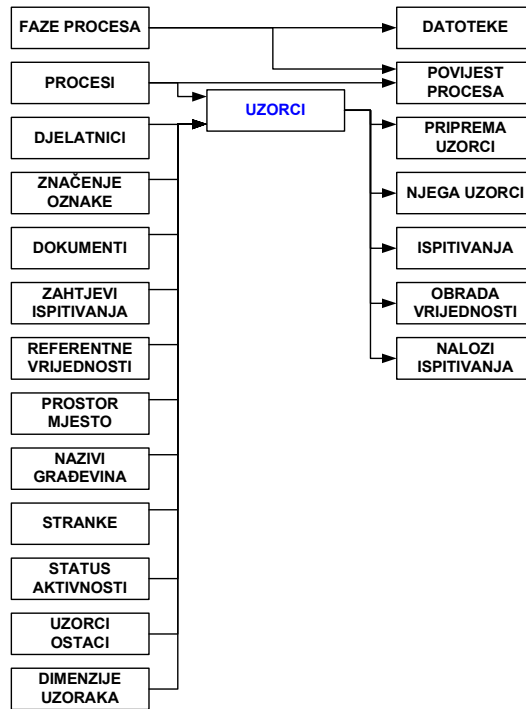 FAZE PROCESA
PROCESI
DJELATNICI
ZNAČENJE
OZNAKE
DOKUMENTI
ZAHTJEVI
ISPITIVANJA
REFERENTNE
VRIJEDNOSTI
PROSTOR
MJESTO
NAZIVI
GRAĐEVINA
STRANKE
STATUS
AKTIVNOSTI
UZORCI
OSTACI
DIMENZIJE
UZORAKA
UZORCI
DATOTEKE
POVIJEST
PROCESA
PRIPREMA
UZORCI
NJEGA UZORCI
ISPITIVANJA
OBRADA
VRIJEDNOSTI
NALOZI
ISPITIVANJA